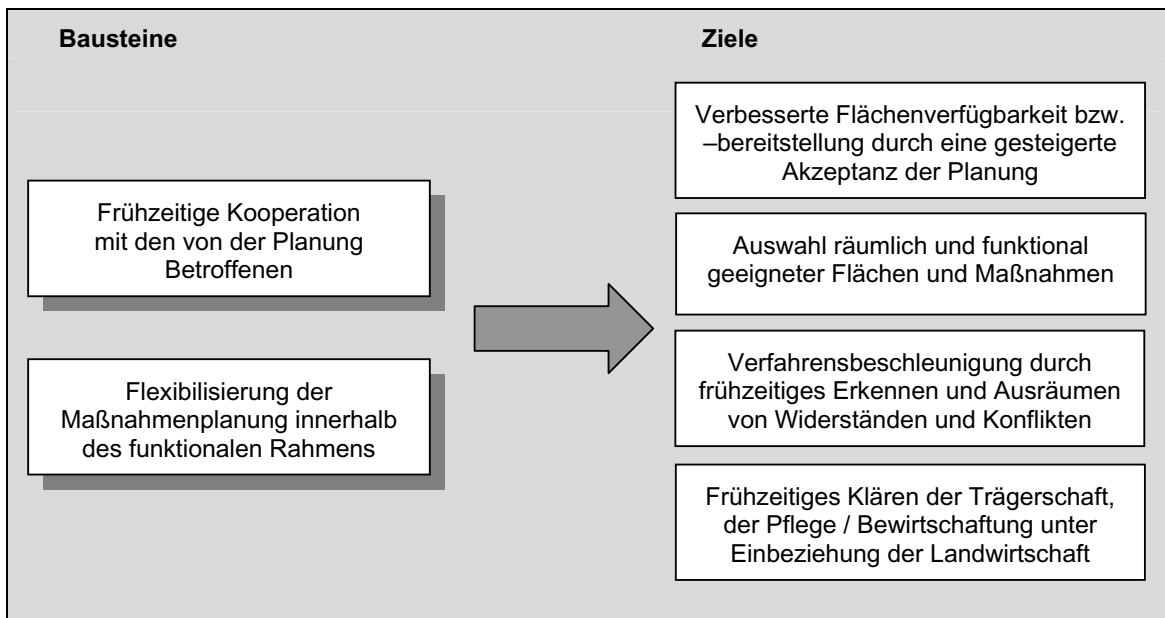 Bausteine
Frühzeitige Kooperation
mit den von der Planung
Betroffenen
Flexibilisierung der
Maßnahmenplanung innerhalb
des funktionalen Rahmens
Ziele
Verbesserte Flächenverfügbarkeit bzw.
–bereitstellung durch eine gesteigerte
Akzeptanz der Planung
Auswahl räumlich und funktional
geeigneter Flächen und Maßnahmen
Verfahrensbeschleunigung durch
frühzeitiges Erkennen und Ausräumen
von Widerständen und Konflikten
Frühzeitiges Klären der Trägerschaft,
der Pflege / Bewirtschaftung unter
Einbeziehung der Landwirtschaft